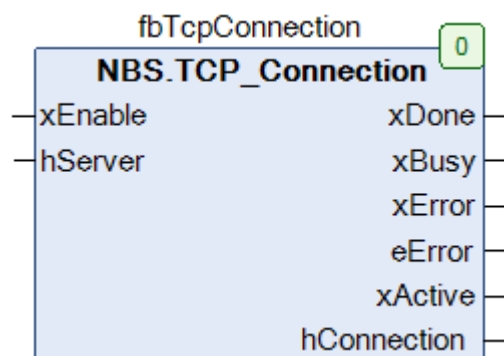 fbTcpConnection
0
NBS.TCP_Connection
xEnable xDone
hServer xBusy
xError
eError
xActive
hConnection